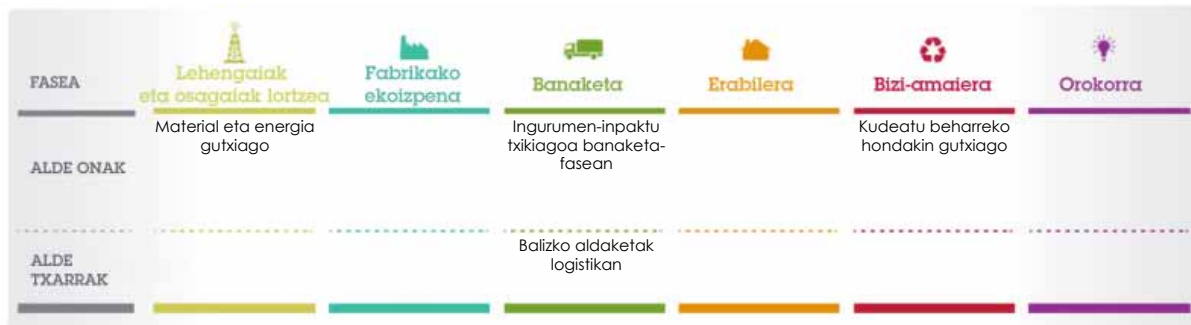 FASEA
Lehengaiak
eta osagaiak lortzea
Fabrikako
ekoizpena
Banaketa
Erabilera
Bizi-amaiera
Orokorra
ALDE ONAK
Material eta energia
gutxiago
Ingurumen-inpaktu
txikiagoa banaketa-
fasean
Kudeatu beharreko
hondakin gutxiago
ALDE
TXARRAK
Balizko aldaketak
logistikan